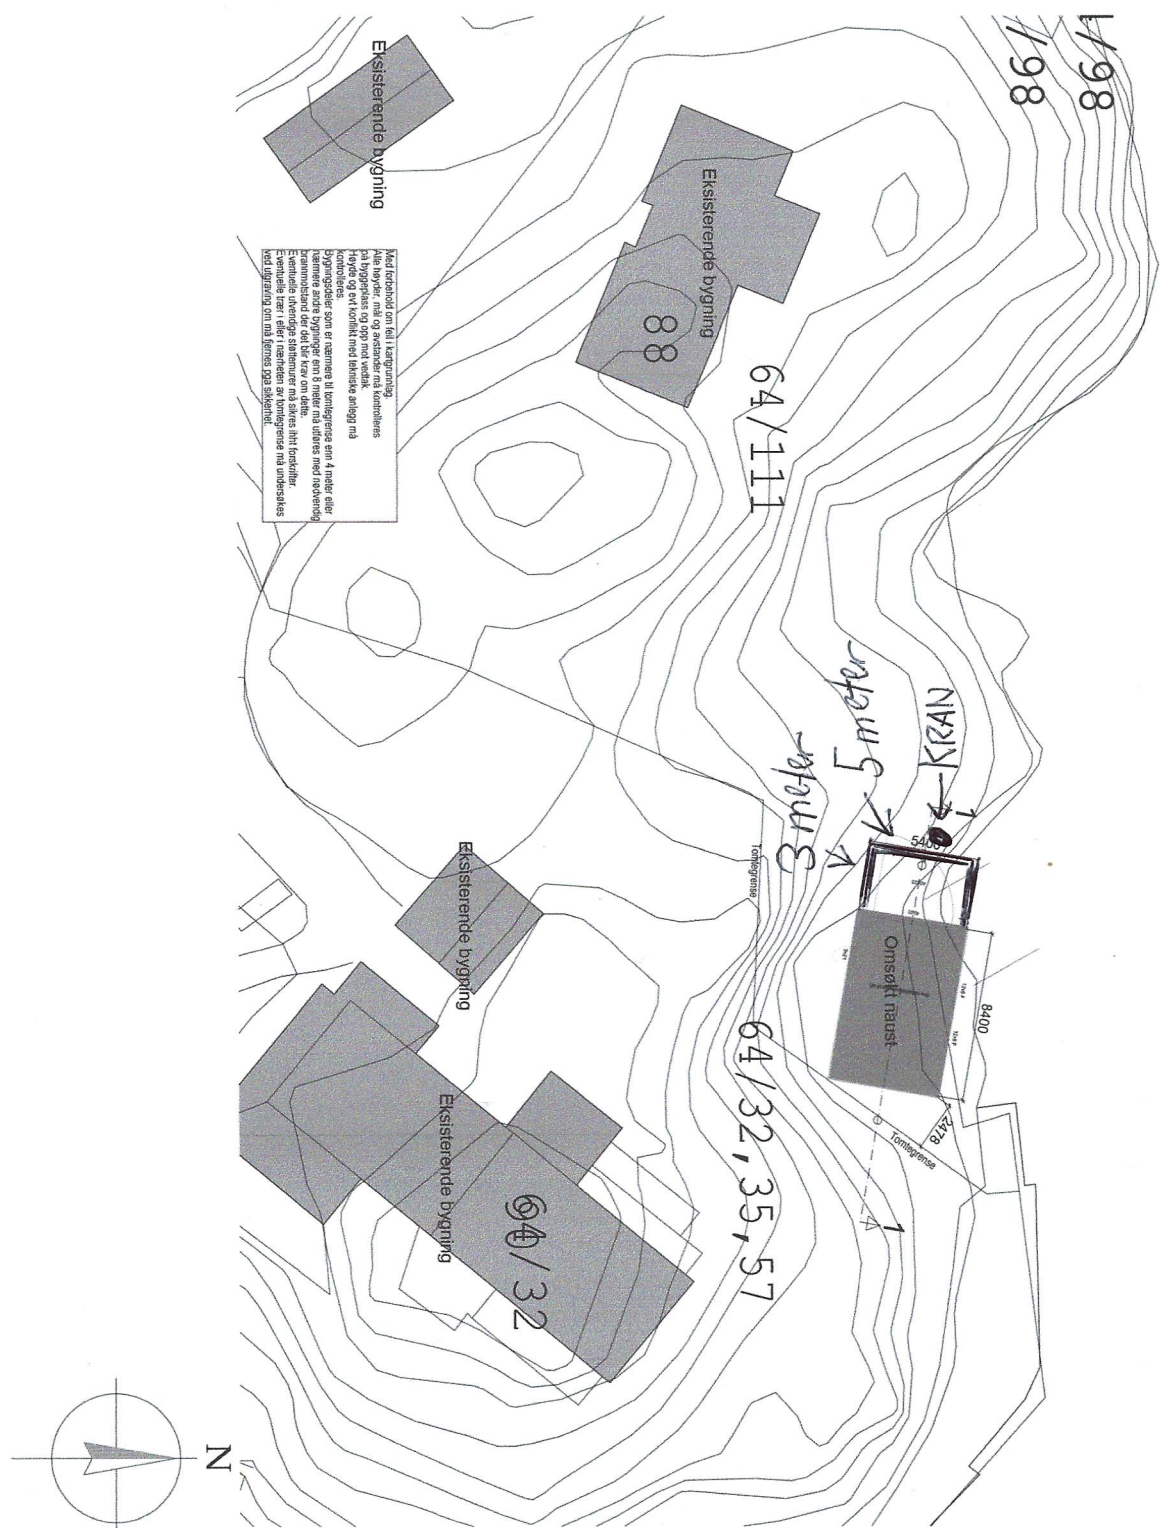 1/98
//98
Eksisterende bygning
Eksisterende bygning
88
64/111
Med forbehold om feil i kartgrunnlag.
Alle høyder, mål og avstander må kontrolleres
på byggeplass og opp mot vedtak.
Høyde og evt konflikt med tekniske anlegg må
kontrolleres.
Bygningsdeler som er nærmere til tomtegrense enn 4 meter eller
nærmere andre bygninger enn 8 meter må utføres med nødvendig
brannmotstand der det blir krav om dette.
Eventuelle utvendige støttemurer må sikres ihht forskrifter.
Eventuelle trær i eller i nærheten av tomtegrense må undersøkes
ved utgraving om må fjernes pga sikkerhet.
KRAN
5 meter
3 meter
1
5400
Tomtegrense
Omsøkt naust
8400
2478
Tomtegrense
1
64/32,35,57
Eksisterende bygning
Eksisterende bygning
/32
N